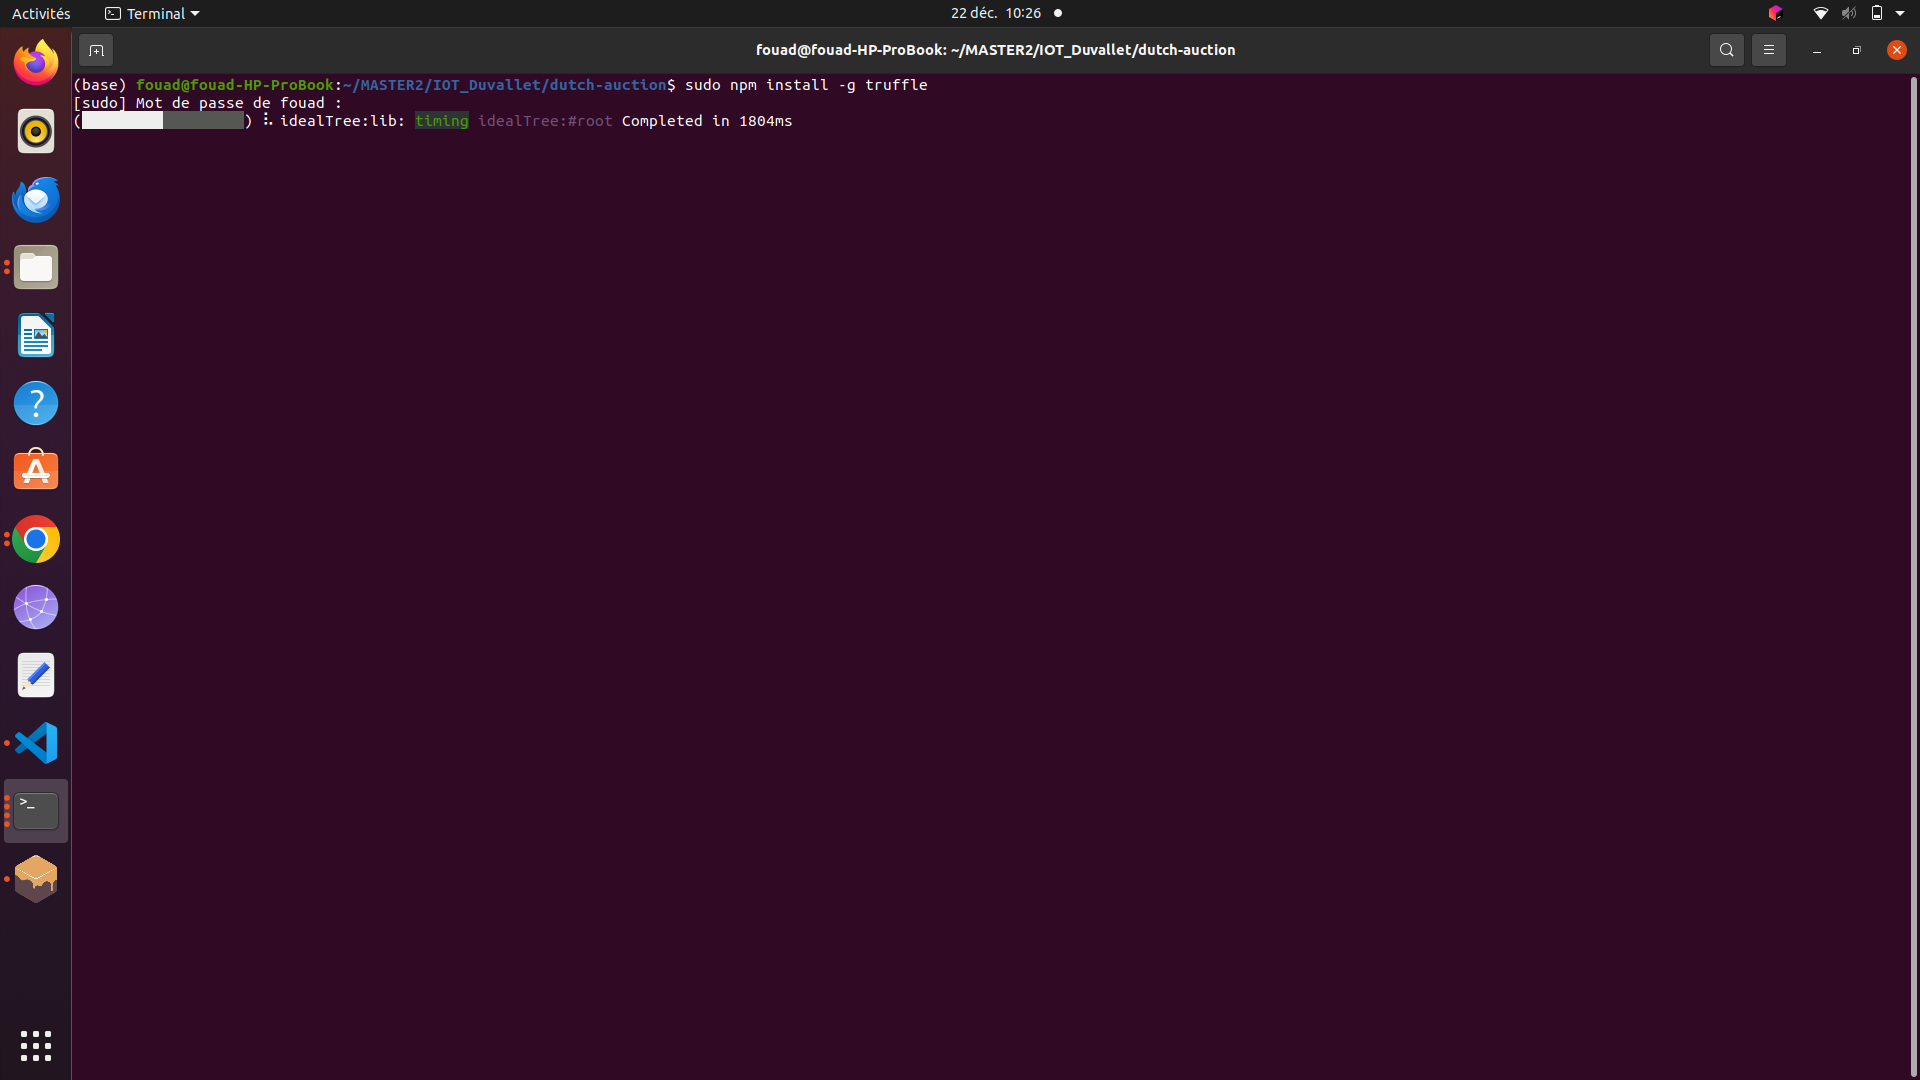 Activités
Terminal
22 déc. 10:26
fouad@fouad-HP-ProBook: ~/MASTER2/IOT_Duvallet/dutch-auction
(base) fouad@fouad-HP-ProBook:~/MASTER2/IOT_Duvallet/dutch-auction$ sudo npm install -g truffle
[sudo] Mot de passe de fouad :
(                  ) ⠧ idealTree:lib: timing idealTree:#root Completed in 1804ms